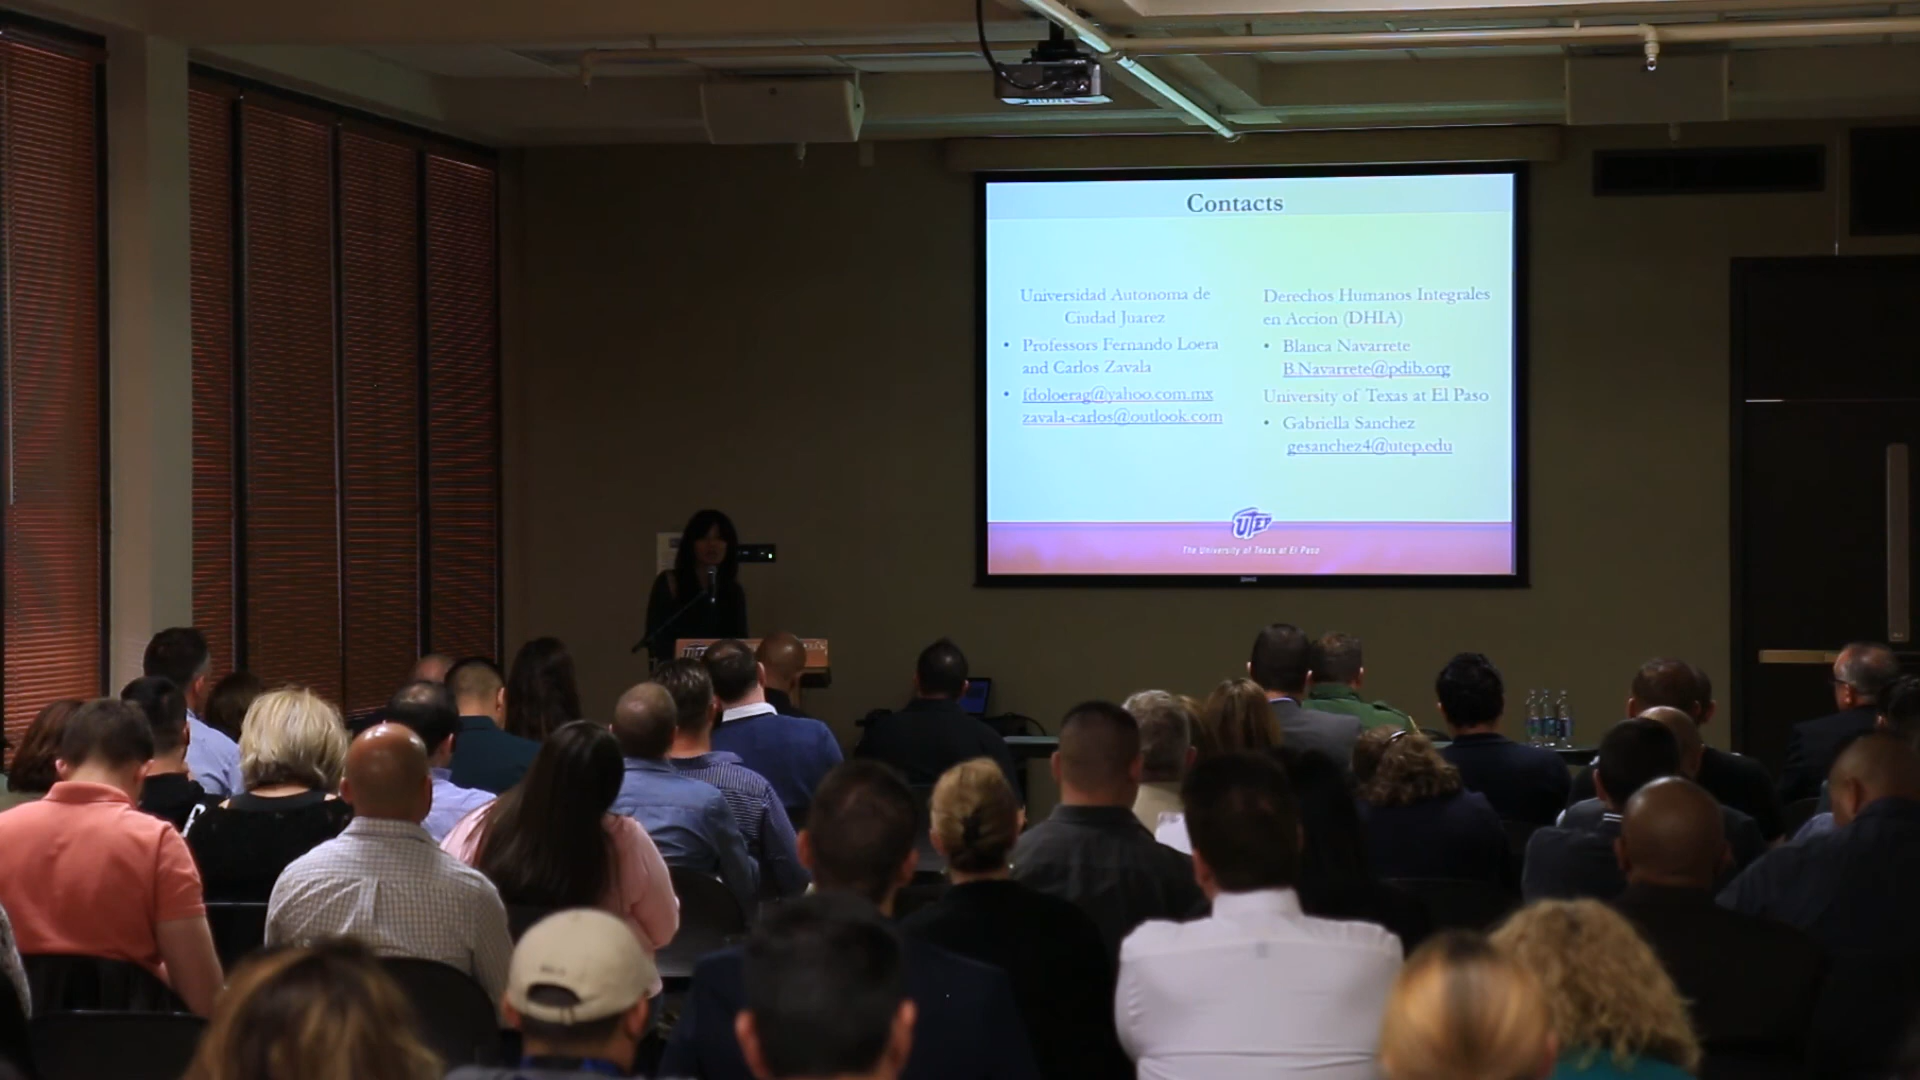 Contacts
Universidad Autonoma de
Ciudad Juarez
• Professors Fernando Loera
and Carlos Zavala
• fdoloerag@yahoo.com.mx
zavala-carlos@outlook.com
Derechos Humanos Integrales
en Accion (DHIA)
• Blanca Navarrete
B.Navarrete@pdib.org
University of Texas at El Paso
• Gabriella Sanchez
gesanchez4@utep.edu
UTEP
The University of Texas at El Paso